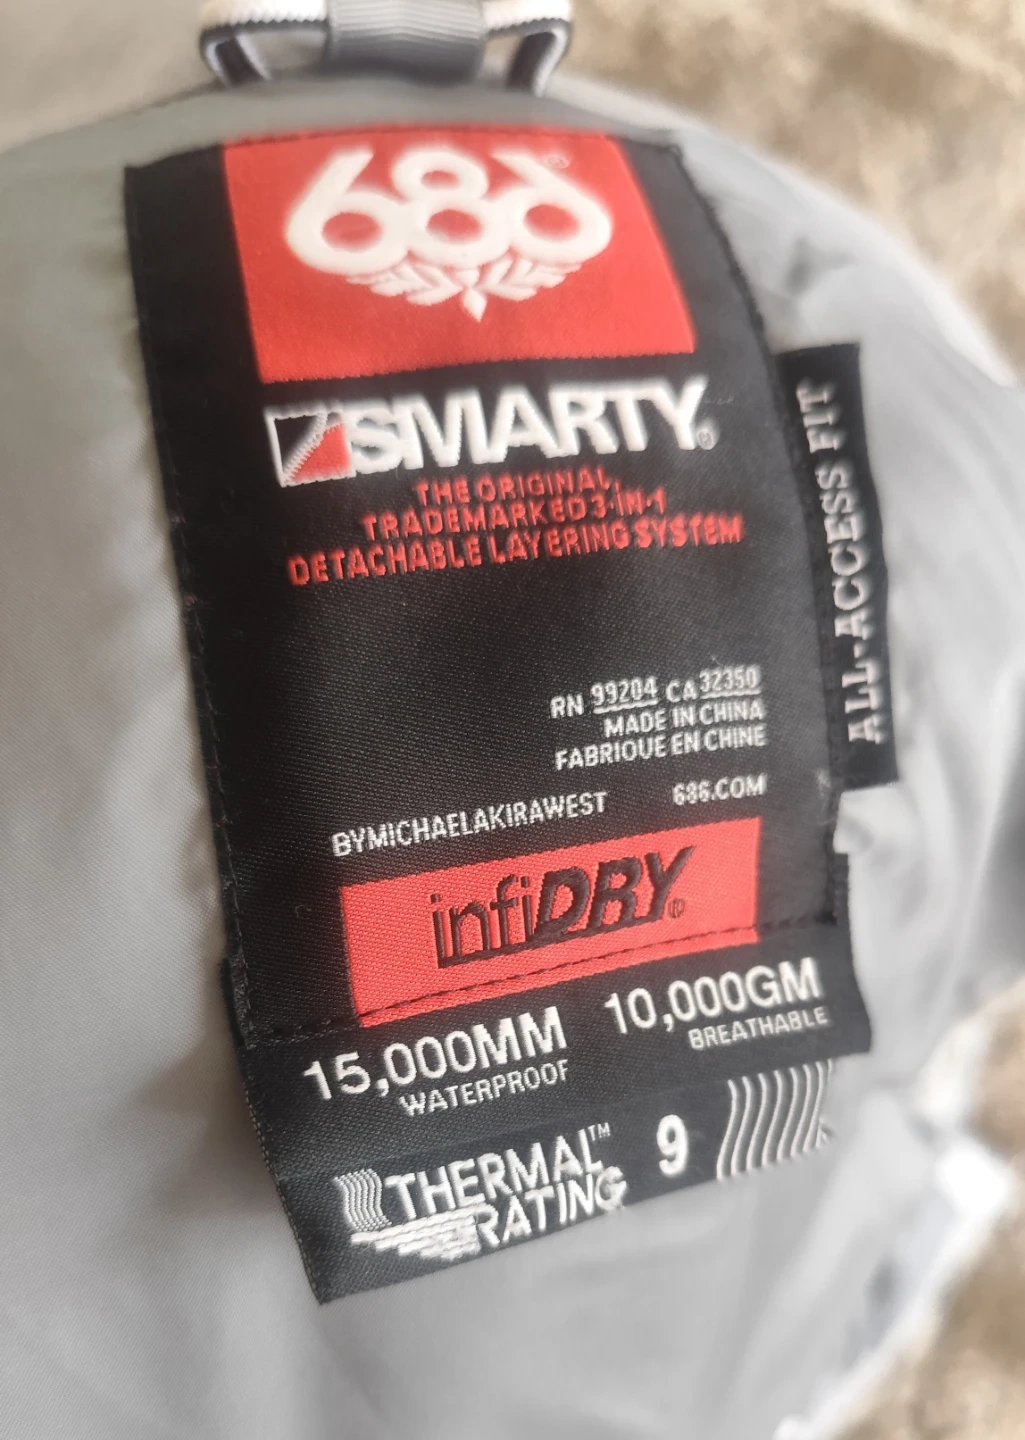 686®
SMARTY®
THE ORIGINAL,
TRADEMARKED 3-IN-1
DETACHABLE LAYERING SYSTEM
RN 99204 CA 32350
MADE IN CHINA
FABRIQUE EN CHINE
BYMICHAELAKIRAWEST 686.COM
infiDRY®
15,000MM 10,000GM
WATERPROOF BREATHABLE
THERMAL™ 9
RATING
ALL-ACCESS FIT